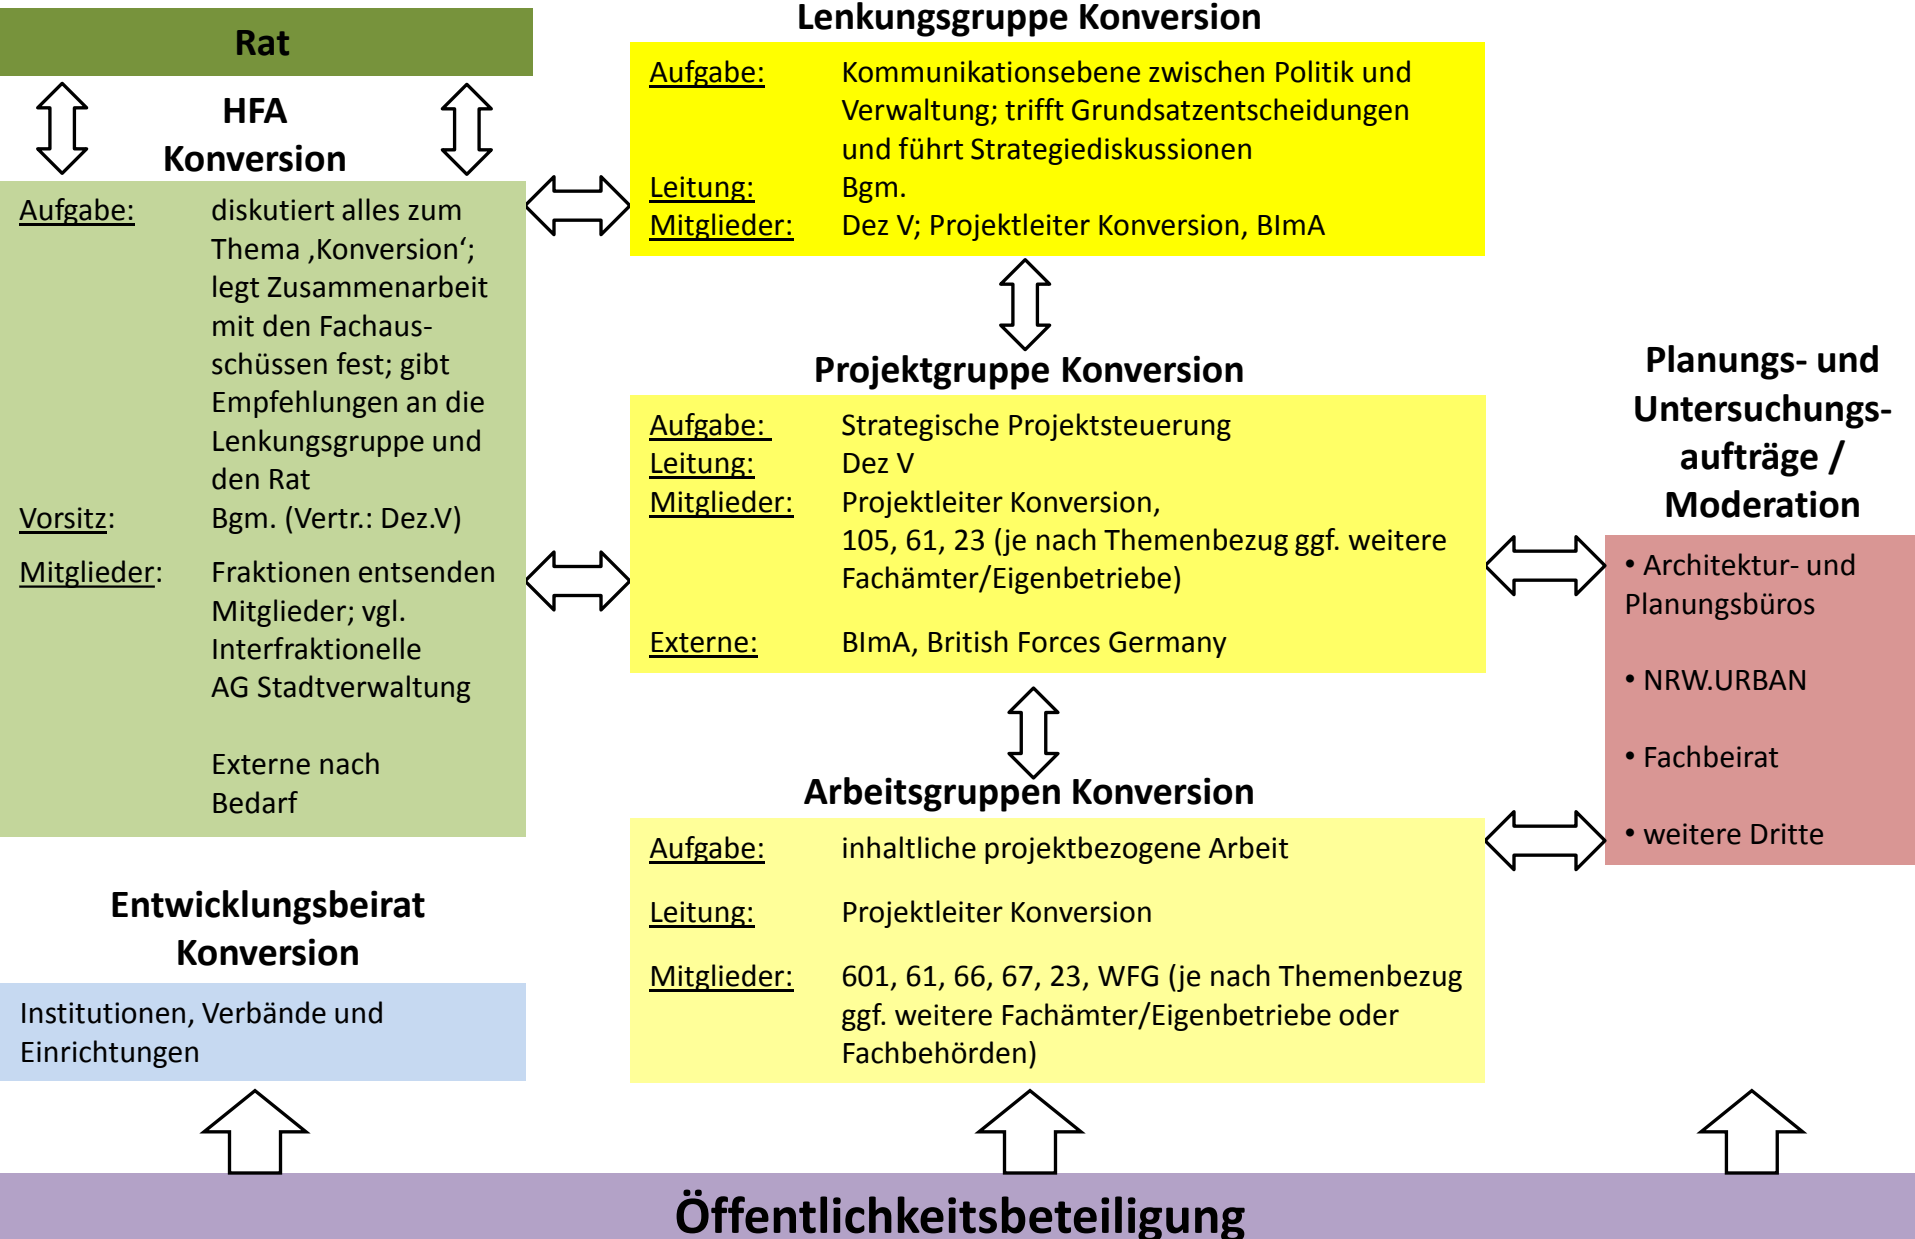 Rat
HFA
Konversion
Aufgabe: diskutiert alles zum
Thema ‚Konversion‘;
legt Zusammenarbeit
mit den Fachaus-
schüssen fest; gibt
Empfehlungen an die
Lenkungsgruppe und
den Rat
Vorsitz: Bgm. (Vertr.: Dez.V)
Mitglieder: Fraktionen entsenden
Mitglieder; vgl.
Interfraktionelle
AG Stadtverwaltung
Externe nach
Bedarf
Entwicklungsbeirat
Konversion
Institutionen, Verbände und
Einrichtungen
Lenkungsgruppe Konversion
Aufgabe: Kommunikationsebene zwischen Politik und
Verwaltung; trifft Grundsatzentscheidungen
und führt Strategiediskussionen
Leitung: Bgm.
Mitglieder: Dez V; Projektleiter Konversion, BImA
Projektgruppe Konversion
Aufgabe: Strategische Projektsteuerung
Leitung: Dez V
Mitglieder: Projektleiter Konversion,
105, 61, 23 (je nach Themenbezug ggf. weitere
Fachämter/Eigenbetriebe)
Externe: BImA, British Forces Germany
Arbeitsgruppen Konversion
Aufgabe: inhaltliche projektbezogene Arbeit
Leitung: Projektleiter Konversion
Mitglieder: 601, 61, 66, 67, 23, WFG (je nach Themenbezug
ggf. weitere Fachämter/Eigenbetriebe oder
Fachbehörden)
Planungs- und
Untersuchungs-
aufträge /
Moderation
• Architektur- und
Planungsbüros
• NRW.URBAN
• Fachbeirat
• weitere Dritte
Öffentlichkeitsbeteiligung